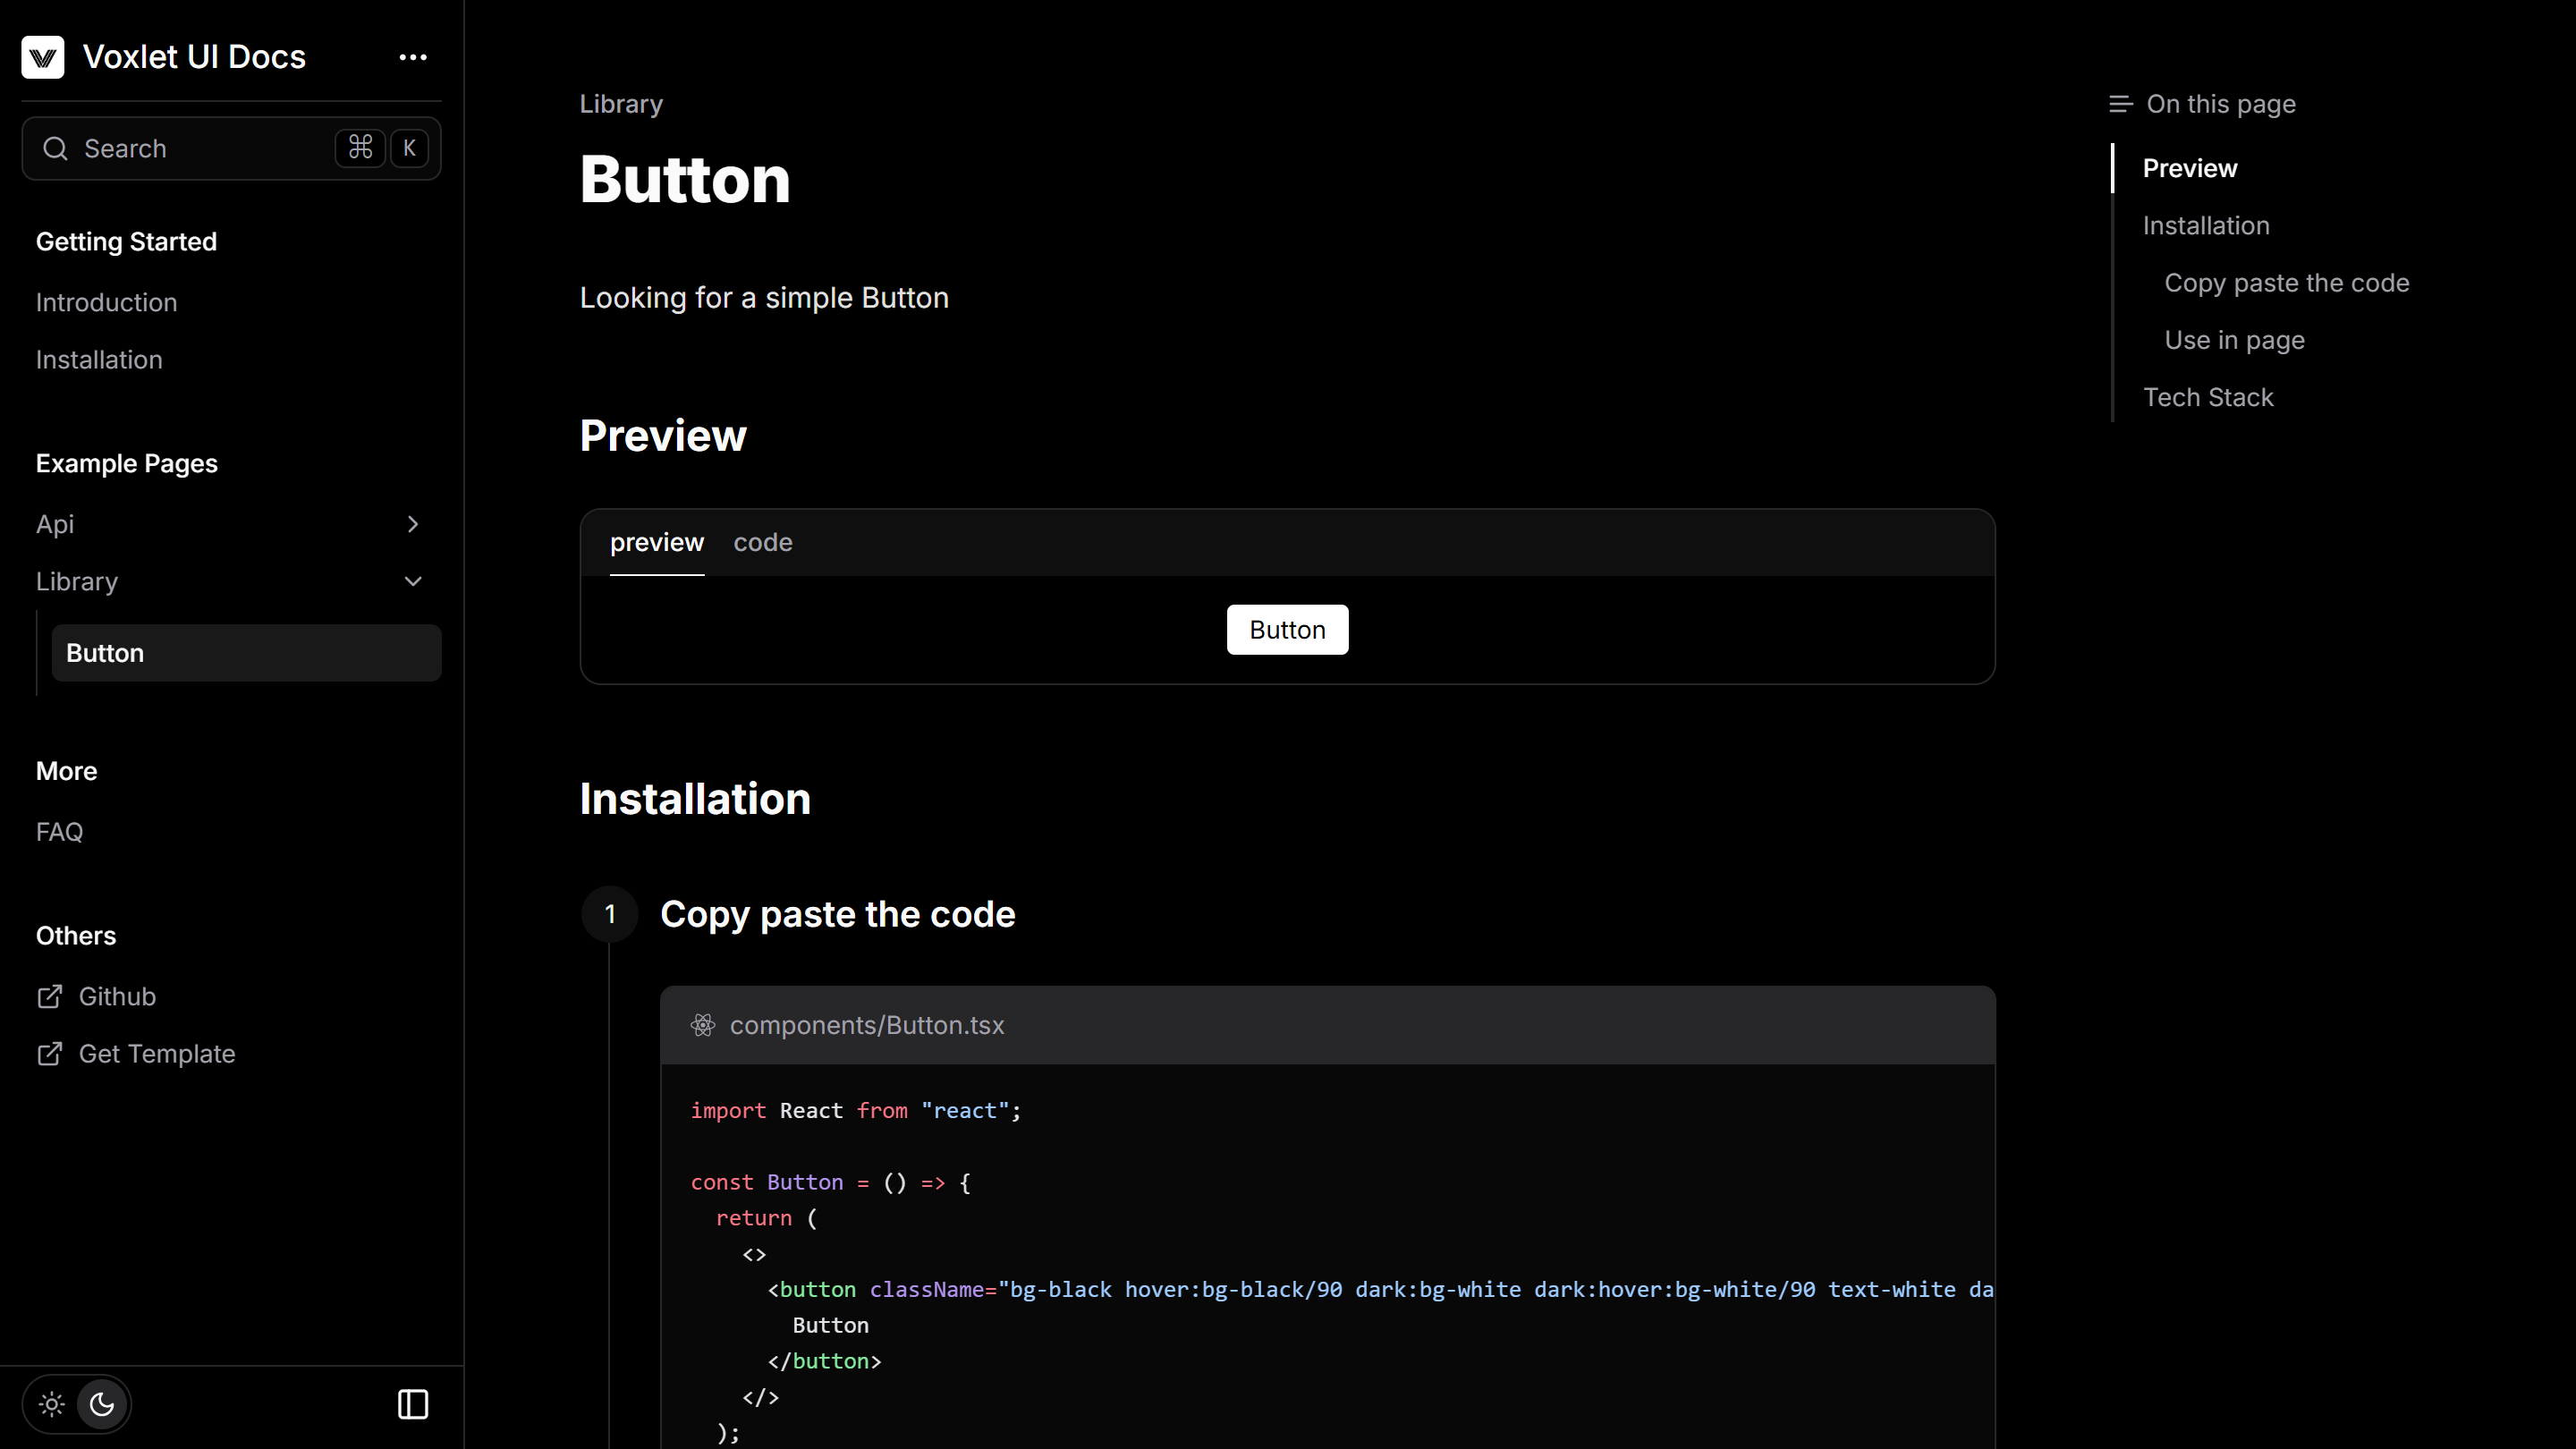 Voxlet UI Docs
Search ⌘ K
Getting Started
Introduction
Installation
Example Pages
Api
Library
Button
More
FAQ
Others
Github
Get Template
Library
Button
Looking for a simple Button
Preview
preview code
Button
Installation
1 Copy paste the code
components/Button.tsx
import React from "react";
const Button = () => {
return (
<>
<button className="bg-black hover:bg-black/90 dark:bg-white dark:hover:bg-white/90 text-white da
Button
</button>
</>
);
On this page
Preview
Installation
Copy paste the code
Use in page
Tech Stack